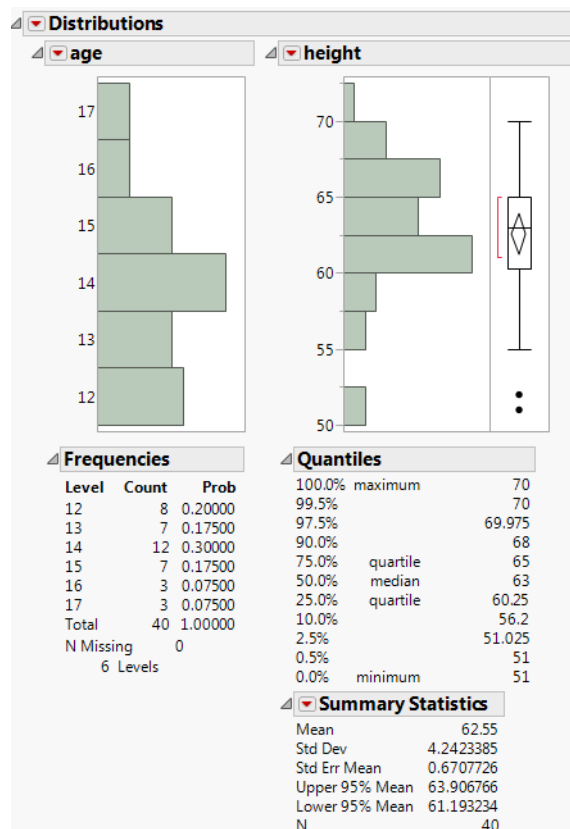 Distributions
age
17
16
15
14
13
12
Frequencies
Level Count Prob
12 8 0.20000
13 7 0.17500
14 12 0.30000
15 7 0.17500
16 3 0.07500
17 3 0.07500
Total 40 1.00000
N Missing 0
6 Levels
height
70
65
60
55
50
Quantiles
100.0% maximum 70
99.5% 70
97.5% 69.975
90.0% 68
75.0% quartile 65
50.0% median 63
25.0% quartile 60.25
10.0% 56.2
2.5% 51.025
0.5% 51
0.0% minimum 51
Summary Statistics
Mean 62.55
Std Dev 4.2423385
Std Err Mean 0.6707726
Upper 95% Mean 63.906766
Lower 95% Mean 61.193234
N 40